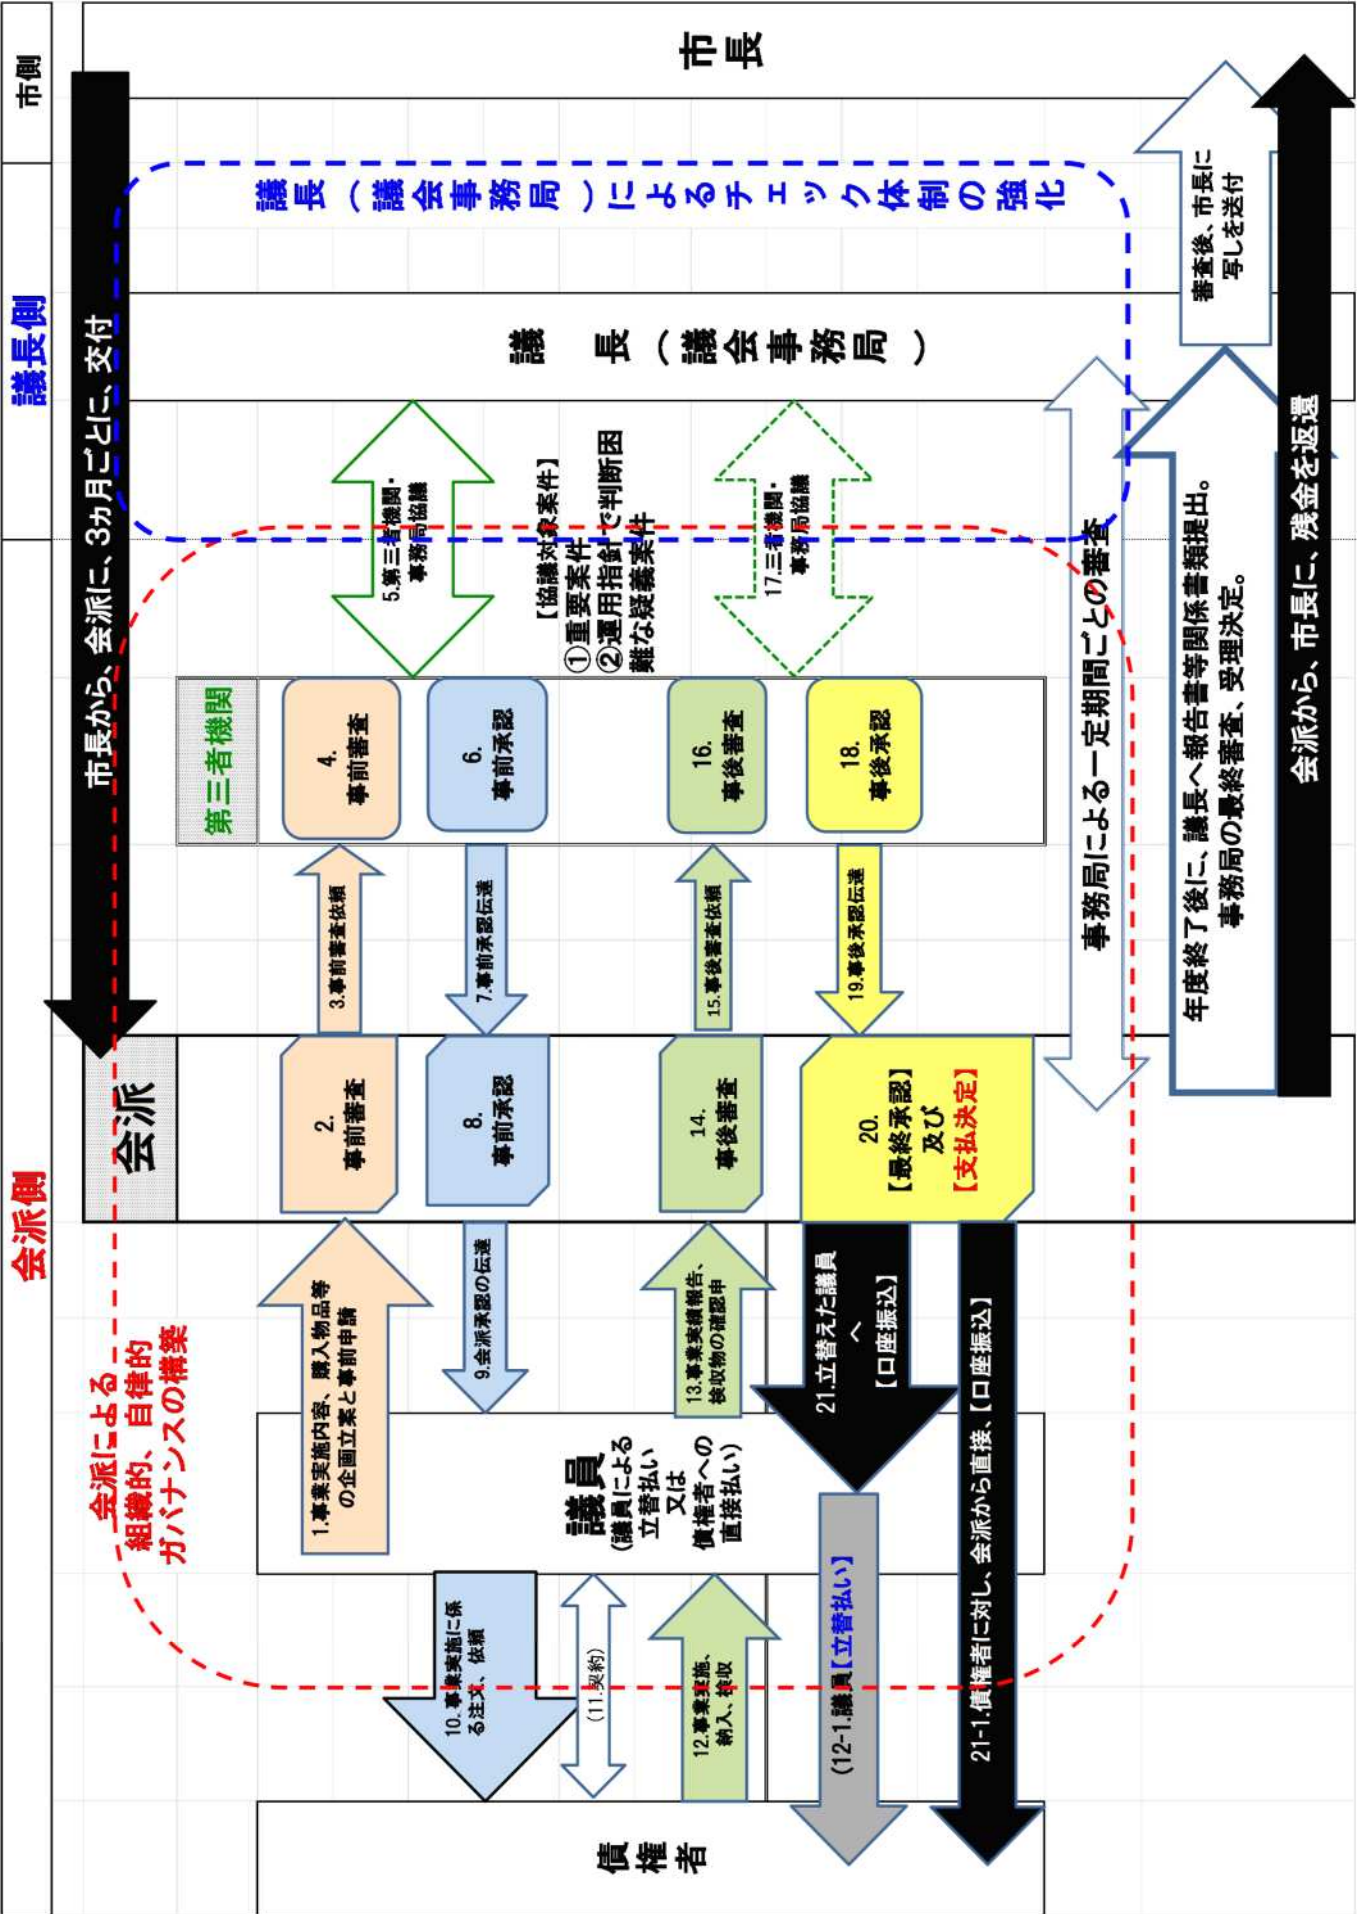 会派側
議長側
市側
市長から、会派に、3ヵ月ごとに、交付
会派による
組織的、自律的
ガバナンスの構築
議長（議会事務局）によるチェック体制の強化
会派
第三者機関
債権者
議員
(議員による
立替払い
又は
債権者への
直接払い)
議長（議会事務局）
市長
1.事業実施内容、購入物品等
の企画立案と事前申請
2.
事前審査
3.事前審査依頼
4.
事前審査
5.第三者機関・
事務局協議
6.
事前承認
7.事前承認伝達
8.
事前承認
9.会派承認の伝達
10.事業実施に係
る注文、依頼
(11.契約)
【協議対象案件】
①重要案件
②運用指針で判断困
難な疑義案件
12.事業実施、
納入、検収
13.事業実績報告、
検収物の確認申
14.
事後審査
15.事後審査依頼
16.
事後審査
17.三者機関・
事務局協議
18.
事後承認
19.事後承認伝達
20.
【最終承認】
及び
【支払決定】
21.立替えた議員
へ
【口座振込】
(12-1.議員【立替払い】
21-1.債権者に対し、会派から直接、【口座振込】
事務局による一定期間ごとの審査
年度終了後に、議長へ報告書等関係書類提出。
事務局の最終審査、受理決定。
審査後、市長に
写しを送付
会派から、市長に、残金を返還